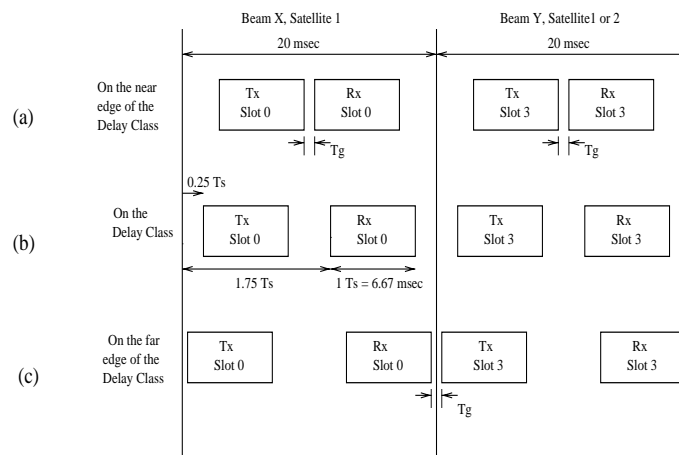 Beam X, Satellite 1
Beam Y, Satellite1 or 2
20 msec
20 msec
(a)
On the near
edge of the
Delay Class
Tx
Slot 0
Rx
Slot 0
Tx
Slot 3
Rx
Slot 3
Tg
Tg
0.25 Ts
(b)
On the
Delay Class
Tx
Slot 0
Rx
Slot 0
Tx
Slot 3
Rx
Slot 3
1.75 Ts
1 Ts = 6.67 msec
(c)
On the far
edge of the
Delay Class
Tx
Slot 0
Rx
Slot 0
Tx
Slot 3
Rx
Slot 3
Tg